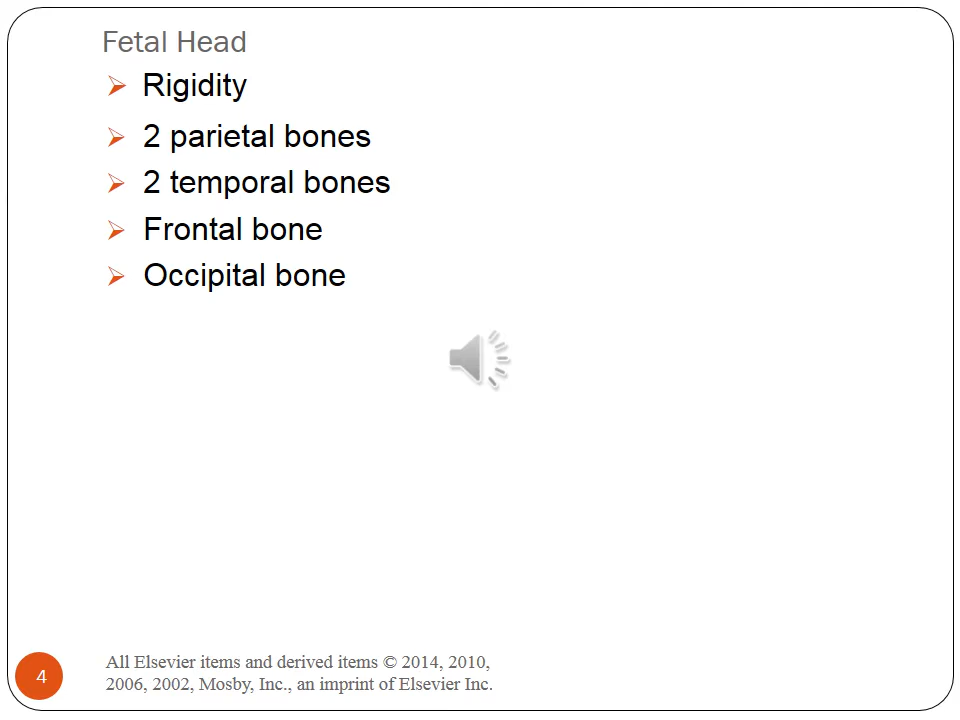 Fetal Head
Rigidity
2 parietal bones
2 temporal bones
Frontal bone
Occipital bone
All Elsevier items and derived items © 2014, 2010,
2006, 2002, Mosby, Inc., an imprint of Elsevier Inc.
4